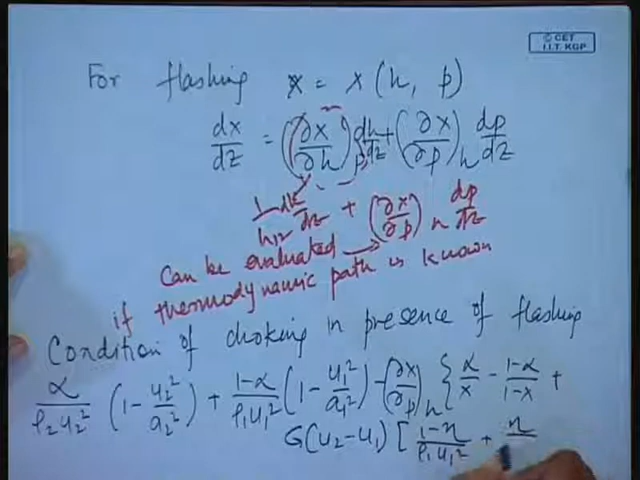 © CET
I.I.T. KGP
For flashing x = x (h, p)
dx/dz = (∂x/∂h)p dh/dz + (∂x/∂p)h dp/dz
1/h12 dh/dz + (∂x/∂p)h dp/dz
Can be evaluated
if thermodynamic path is known
Condition of choking in presence of flashing
α/ρ2u2² (1 - u2²/a2²) + 1-α/ρ1u1² (1 - u1²/a1²) - (∂x/∂p)h { α/x - 1-α/1-x +
G(u2-u1) [ 1-η/ρ1u1² + η